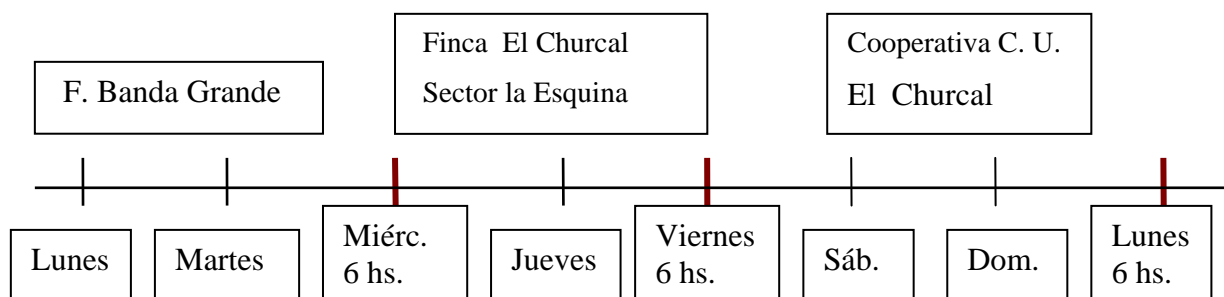 Finca El Churcal
Sector la Esquina
Cooperativa C. U.
El Churcal
F. Banda Grande
Lunes
Martes
Miérc.
6 hs.
Jueves
Viernes
6 hs.
Sáb.
Dom.
Lunes
6 hs.